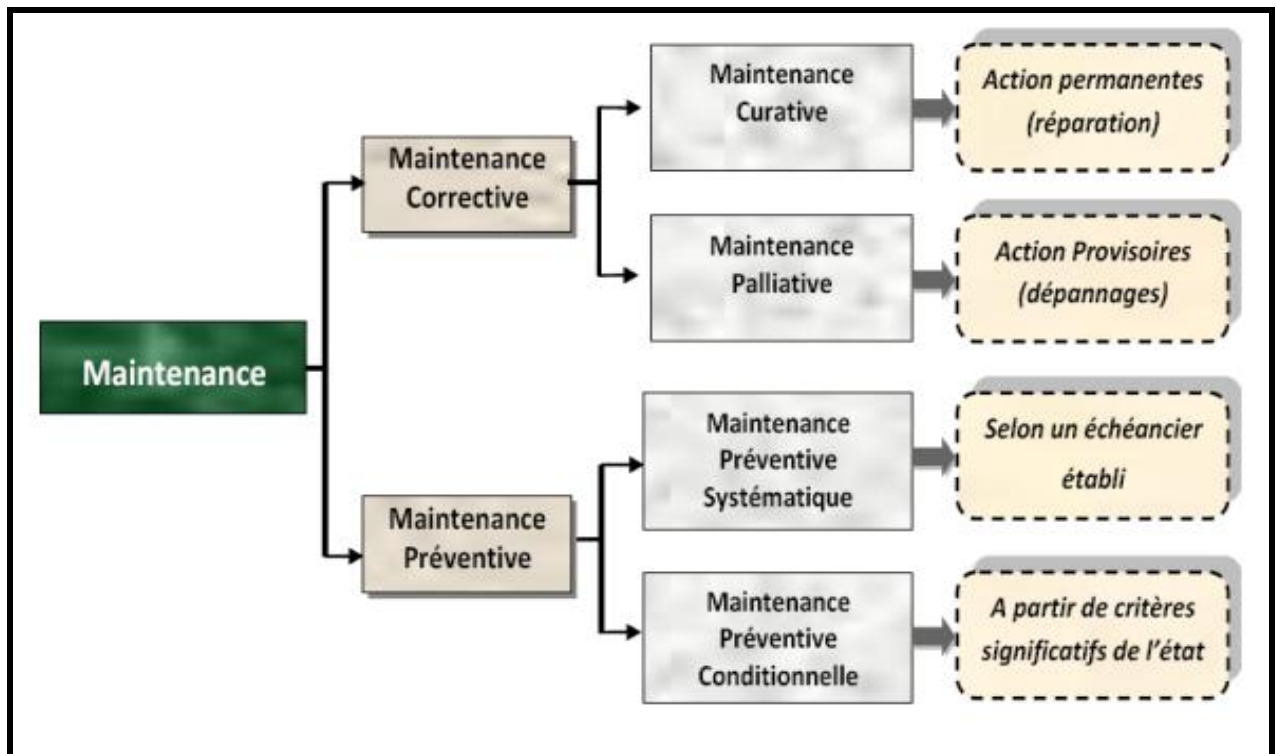 Maintenance
Curative
Action permanentes
(réparation)
Maintenance
Corrective
Maintenance
Palliative
Action Provisoires
(dépannages)
Maintenance
Maintenance
Préventive
Systématique
Selon un échéancier
établi
Maintenance
Préventive
Maintenance
Préventive
Conditionnelle
A partir de critères
significatifs de l'état